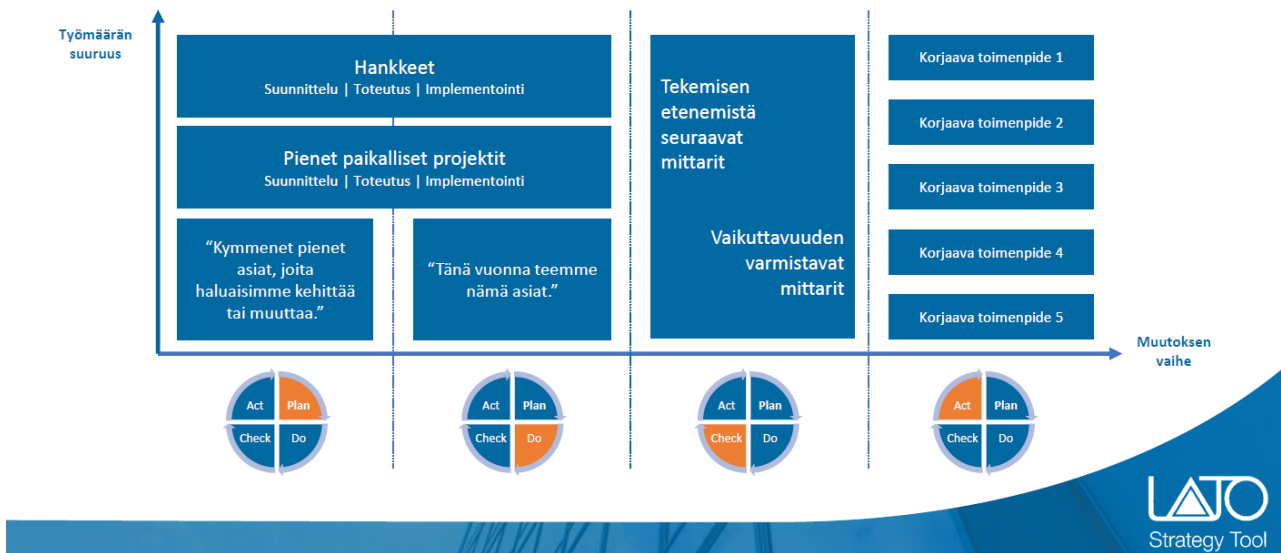 Työmäärän
suuruus
Hankkeet
Suunnittelu | Toteutus | Implementointi
Pienet paikalliset projektit
Suunnittelu | Toteutus | Implementointi
“Kymmenet pienet
asiat, joita
haluaisimme kehittää
tai muuttaa.”
“Tänä vuonna teemme
nämä asiat.”
Tekemisen
etenemistä
seuraavat
mittarit
Vaikuttavuuden
varmistavat
mittarit
Korjaava toimenpide 1
Korjaava toimenpide 2
Korjaava toimenpide 3
Korjaava toimenpide 4
Korjaava toimenpide 5
Muutoksen
vaihe
Act Plan
Check Do
Act Plan
Check Do
Act Plan
Check Do
Act Plan
Check Do
LATO
Strategy Tool